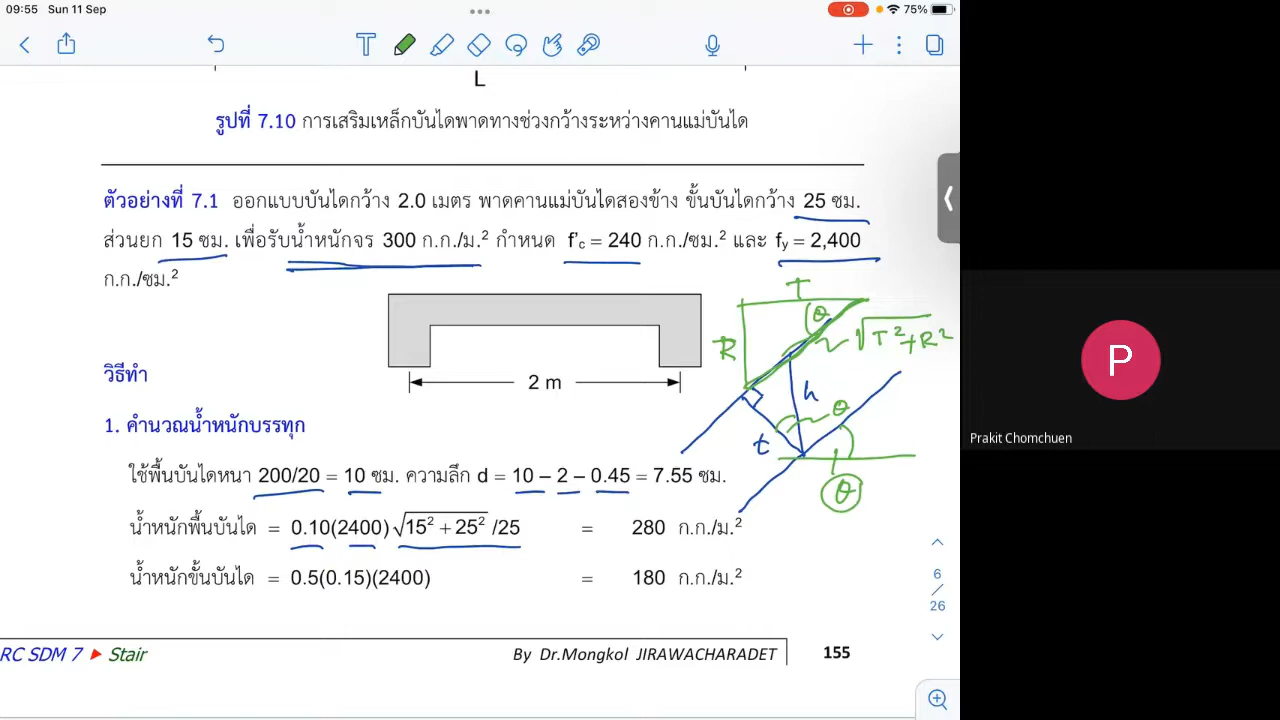 09:55 Sun 11 Sep
75%
T
L
รูปที่ 7.10 การเสริมเหล็กบันไดพาดทางช่วงกว้างระหว่างคานแม่บันได
ตัวอย่างที่ 7.1 ออกแบบบันไดกว้าง 2.0 เมตร พาดคานแม่บันไดสองข้าง ขั้นบันไดกว้าง 25 ซม.
ส่วนยก 15 ซม. เพื่อรับน้ำหนักจร 300 ก.ก./ม.² กำหนด f'c = 240 ก.ก./ซม.² และ fy = 2,400
ก.ก./ซม.²
T
θ
R
√T²+R²
2 m
h
θ
t
θ
วิธีทำ
1. คำนวณน้ำหนักบรรทุก
ใช้พื้นบันไดหนา 200/20 = 10 ซม. ความลึก d = 10 – 2 – 0.45 = 7.55 ซม.
น้ำหนักพื้นบันได = 0.10(2400)√15² + 25² /25 = 280 ก.ก./ม.²
น้ำหนักขั้นบันได = 0.5(0.15)(2400) = 180 ก.ก./ม.²
6
/
26
RC SDM 7 ▶ Stair
By Dr.Mongkol JIRAWACHARADET 155
P
Prakit Chomchuen